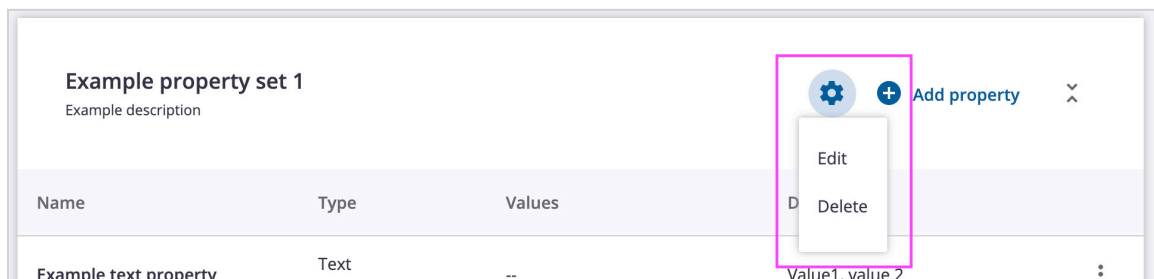 Example property set 1
Example description
Add property
Edit
Delete
Name Type Values D
Example text property Text -- Value1, value 2